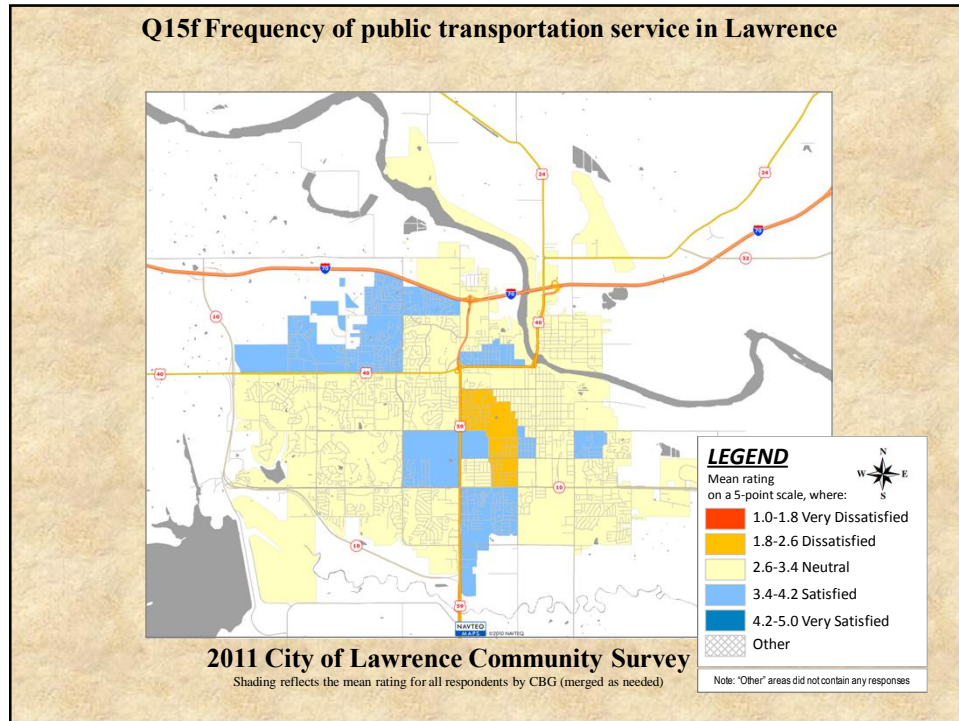 Q15f Frequency of public transportation service in Lawrence
24
24
70
70
32
70
10
40
40
40
59
10
10
59
NAVTEQ
MAPS ©2010 NAVTEQ
LEGEND
Mean rating
on a 5-point scale, where:
N
W E
S
1.0-1.8 Very Dissatisfied
1.8-2.6 Dissatisfied
2.6-3.4 Neutral
3.4-4.2 Satisfied
4.2-5.0 Very Satisfied
Other
2011 City of Lawrence Community Survey
Shading reflects the mean rating for all respondents by CBG (merged as needed)
Note: "Other" areas did not contain any responses